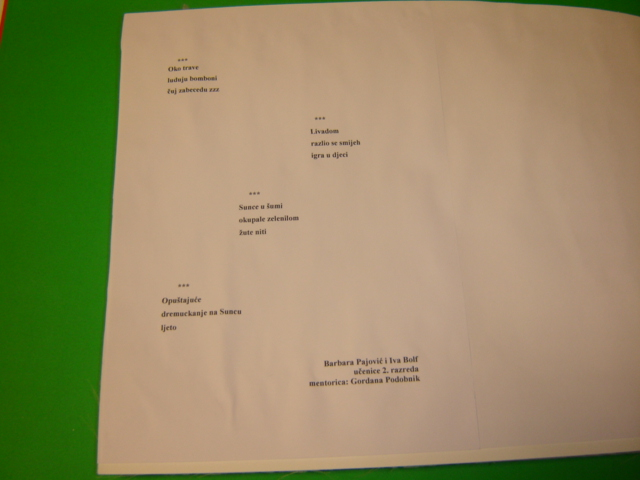 ***
Oko trave
luduju bomboni
čuj zaberedu zzz
***
Livadom
razlio se smijeh
igra u djeci
***
Sunce u šumi
okupale zelenilom
žute niti
***
Opuštajuće
dremuckanje na Suncu
ljeto
Barbara Pajović i Iva Bolf
učenice 2. razreda
mentorica: Gordana Podobnik